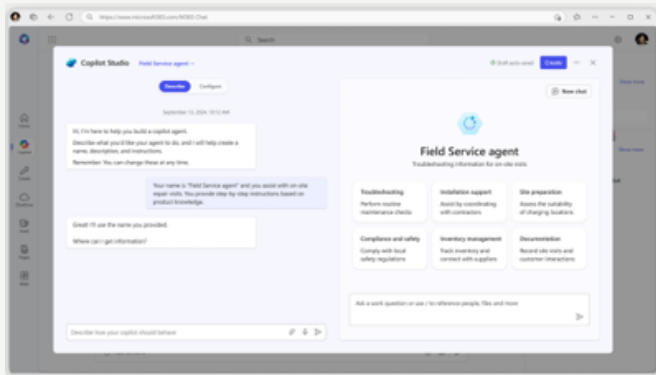 https://www.microsoft365.com/M365 Chat
Search
Copilot Studio
Field Service agent
Draft auto-saved
Create
Describe
Configure
New chat
September 13, 2024, 10:12 AM
Hi, I'm here to help you build a copilot agent.
Describe what you'd like your agent to do, and I will help create a
name, description, and instructions.
Remember: You can change these at any time.
Your name is "Field Service agent" and you assist with on-site
repair visits. You provide step-by-step instructions based on
product knowledge.
Great! I'll use the name you provided.
Where can I get information?
Describe how your copilot should behave
Field Service agent
Troubleshooting information for on-site visits
Troubleshooting
Perform routine
maintenance checks
Installation support
Assist by coordinating
with contractors
Site preparation
Assess the suitability
of charging locations
Compliance and safety
Comply with local
safety regulations
Inventory management
Track inventory and
connect with suppliers
Documentation
Record site visits and
customer interactions
Ask a work question or use / to reference people, files and more
Show more
Show more
Home
Copilot
Create
Pages